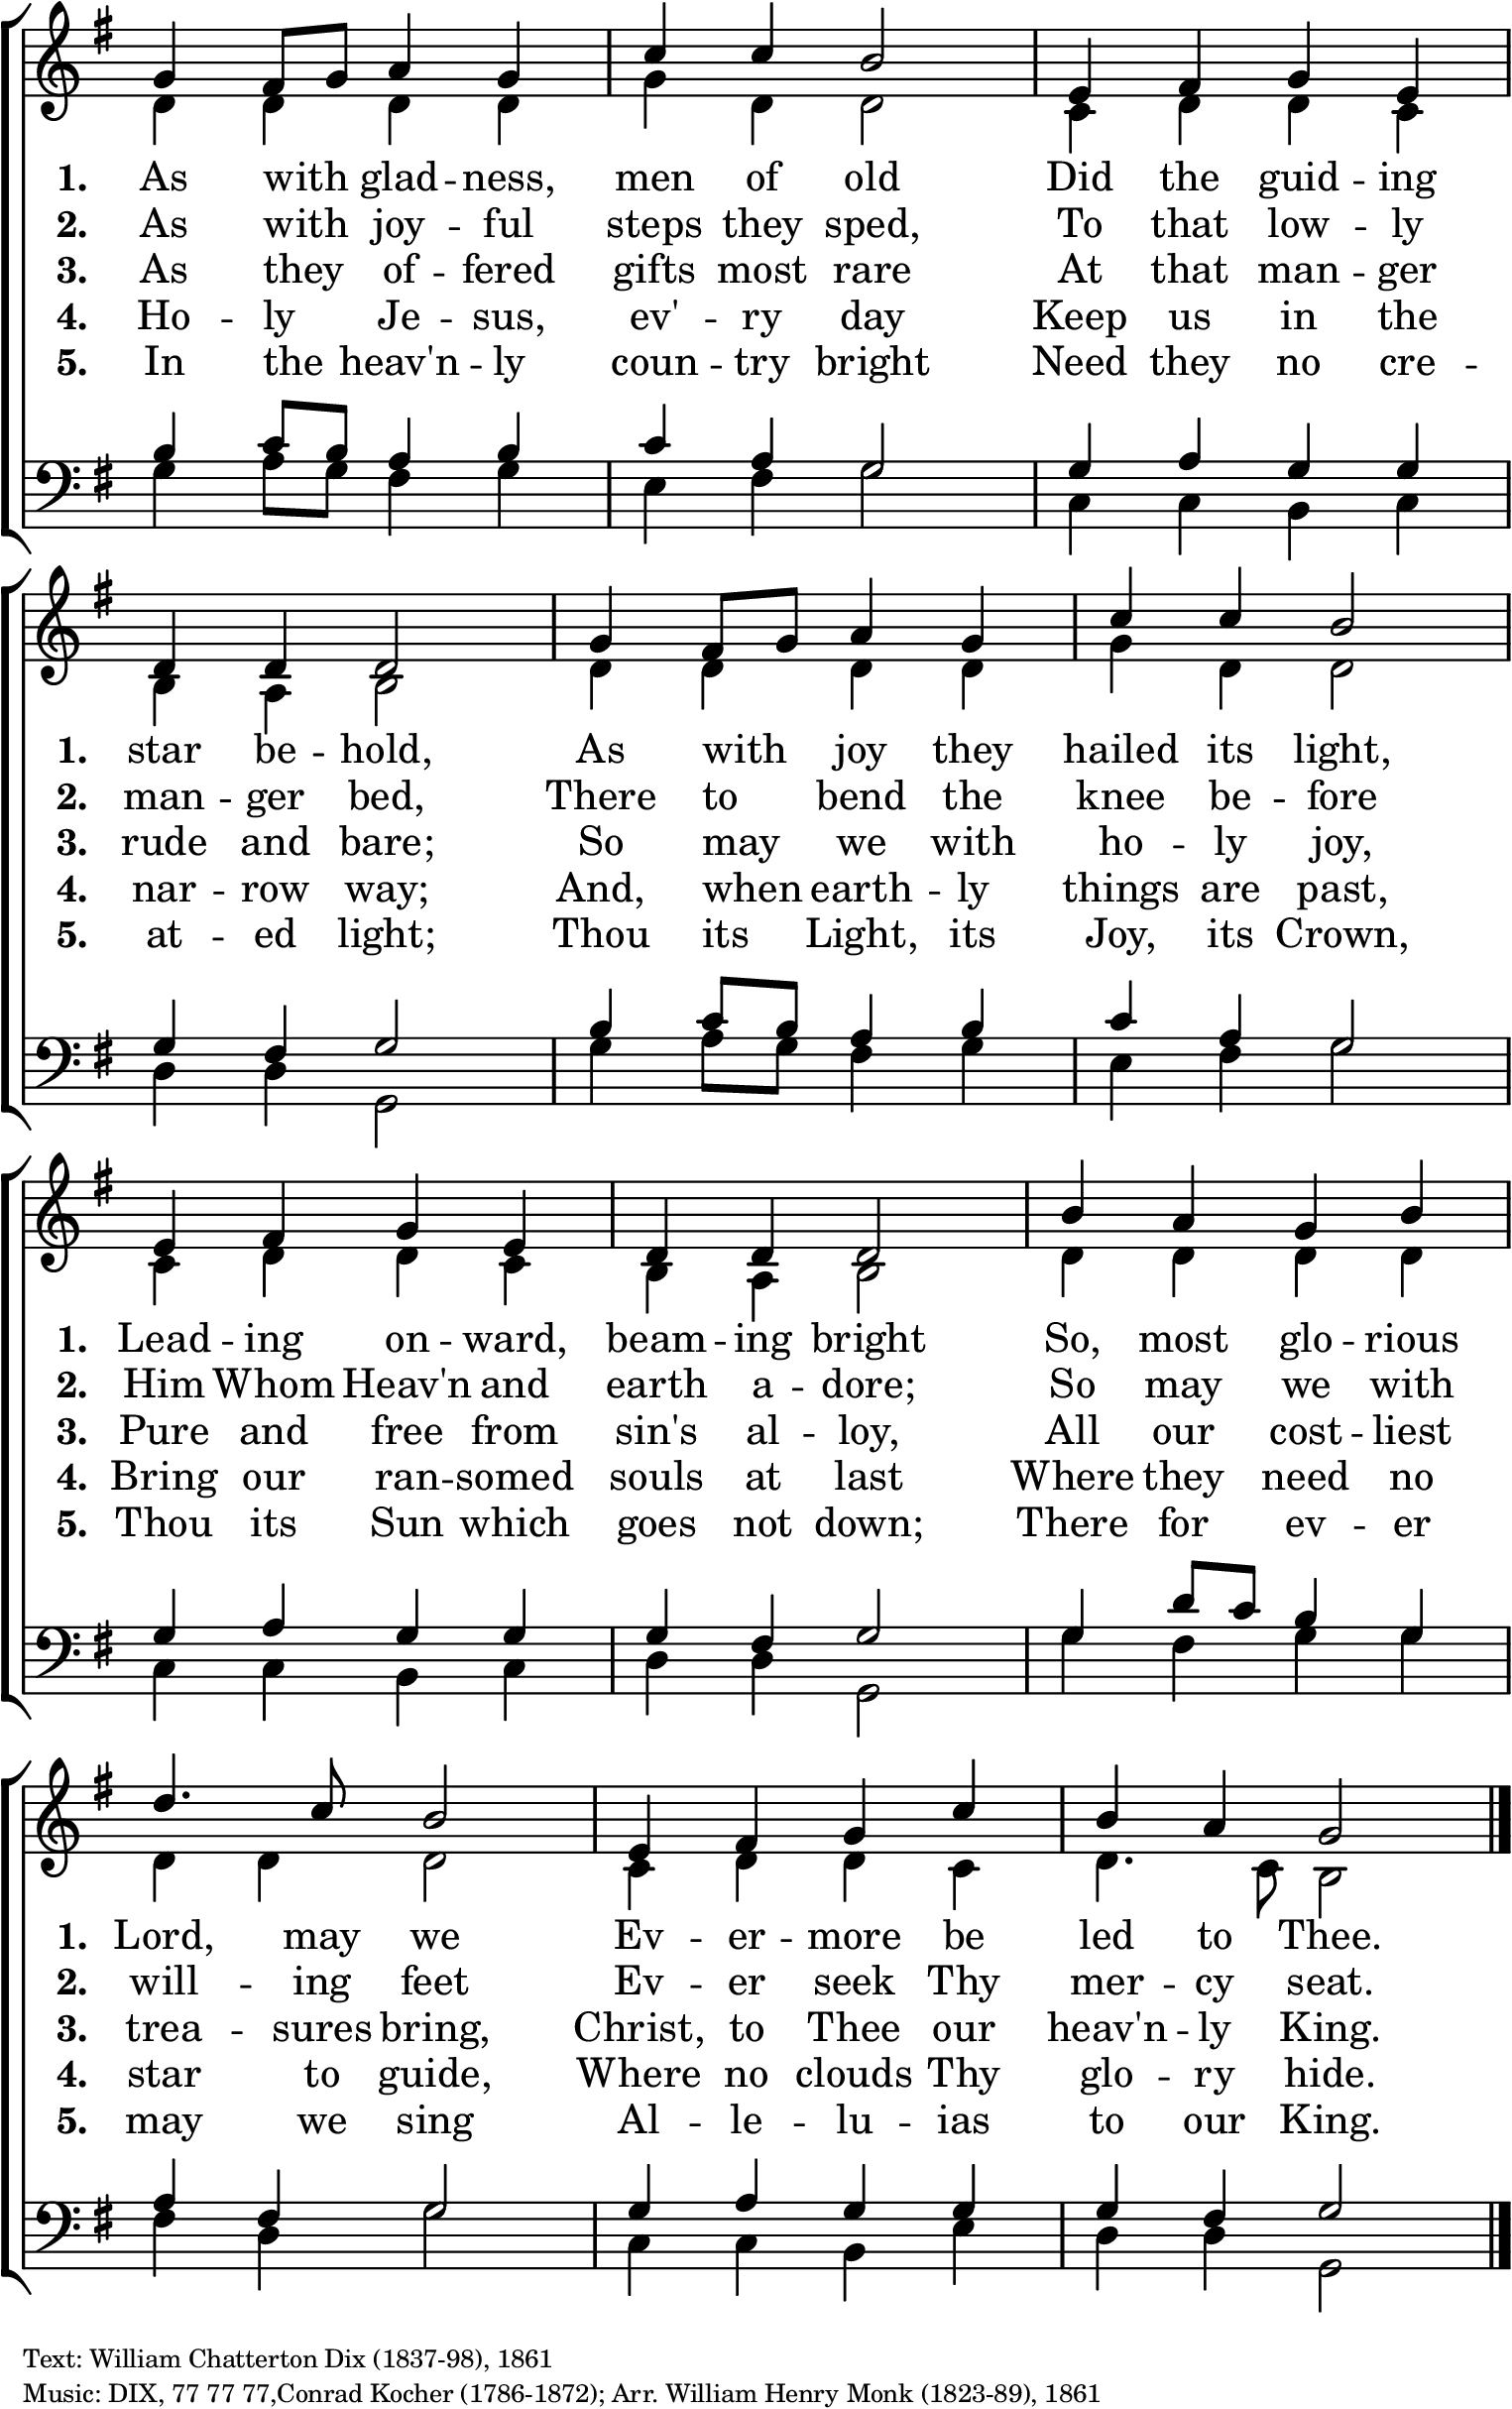 1. As with glad -- ness, men of old Did the guid -- ing
2. As with joy -- ful steps they sped, To that low -- ly
3. As they of -- fered gifts most rare At that man -- ger
4. Ho -- ly Je -- sus, ev' -- ry day Keep us in the
5. In the heav'n -- ly coun -- try bright Need they no cre --
1. star be -- hold, As with joy they hailed its light,
2. man -- ger bed, There to bend the knee be -- fore
3. rude and bare; So may we with ho -- ly joy,
4. nar -- row way; And, when earth -- ly things are past,
5. at -- ed light; Thou its Light, its Joy, its Crown,
1. Lead -- ing on -- ward, beam -- ing bright So, most glo -- rious
2. Him Whom Heav'n and earth a -- dore; So may we with
3. Pure and free from sin's al -- loy, All our cost -- liest
4. Bring our ran -- somed souls at last Where they need no
5. Thou its Sun which goes not down; There for ev -- er
1. Lord, may we Ev -- er -- more be led to Thee.
2. will -- ing feet Ev -- er seek Thy mer -- cy seat.
3. trea -- sures bring, Christ, to Thee our heav'n -- ly King.
4. star to guide, Where no clouds Thy glo -- ry hide.
5. may we sing Al -- le -- lu -- ias to our King.
Text: William Chatterton Dix (1837-98), 1861
Music: DIX, 77 77 77,Conrad Kocher (1786-1872); Arr. William Henry Monk (1823-89), 1861